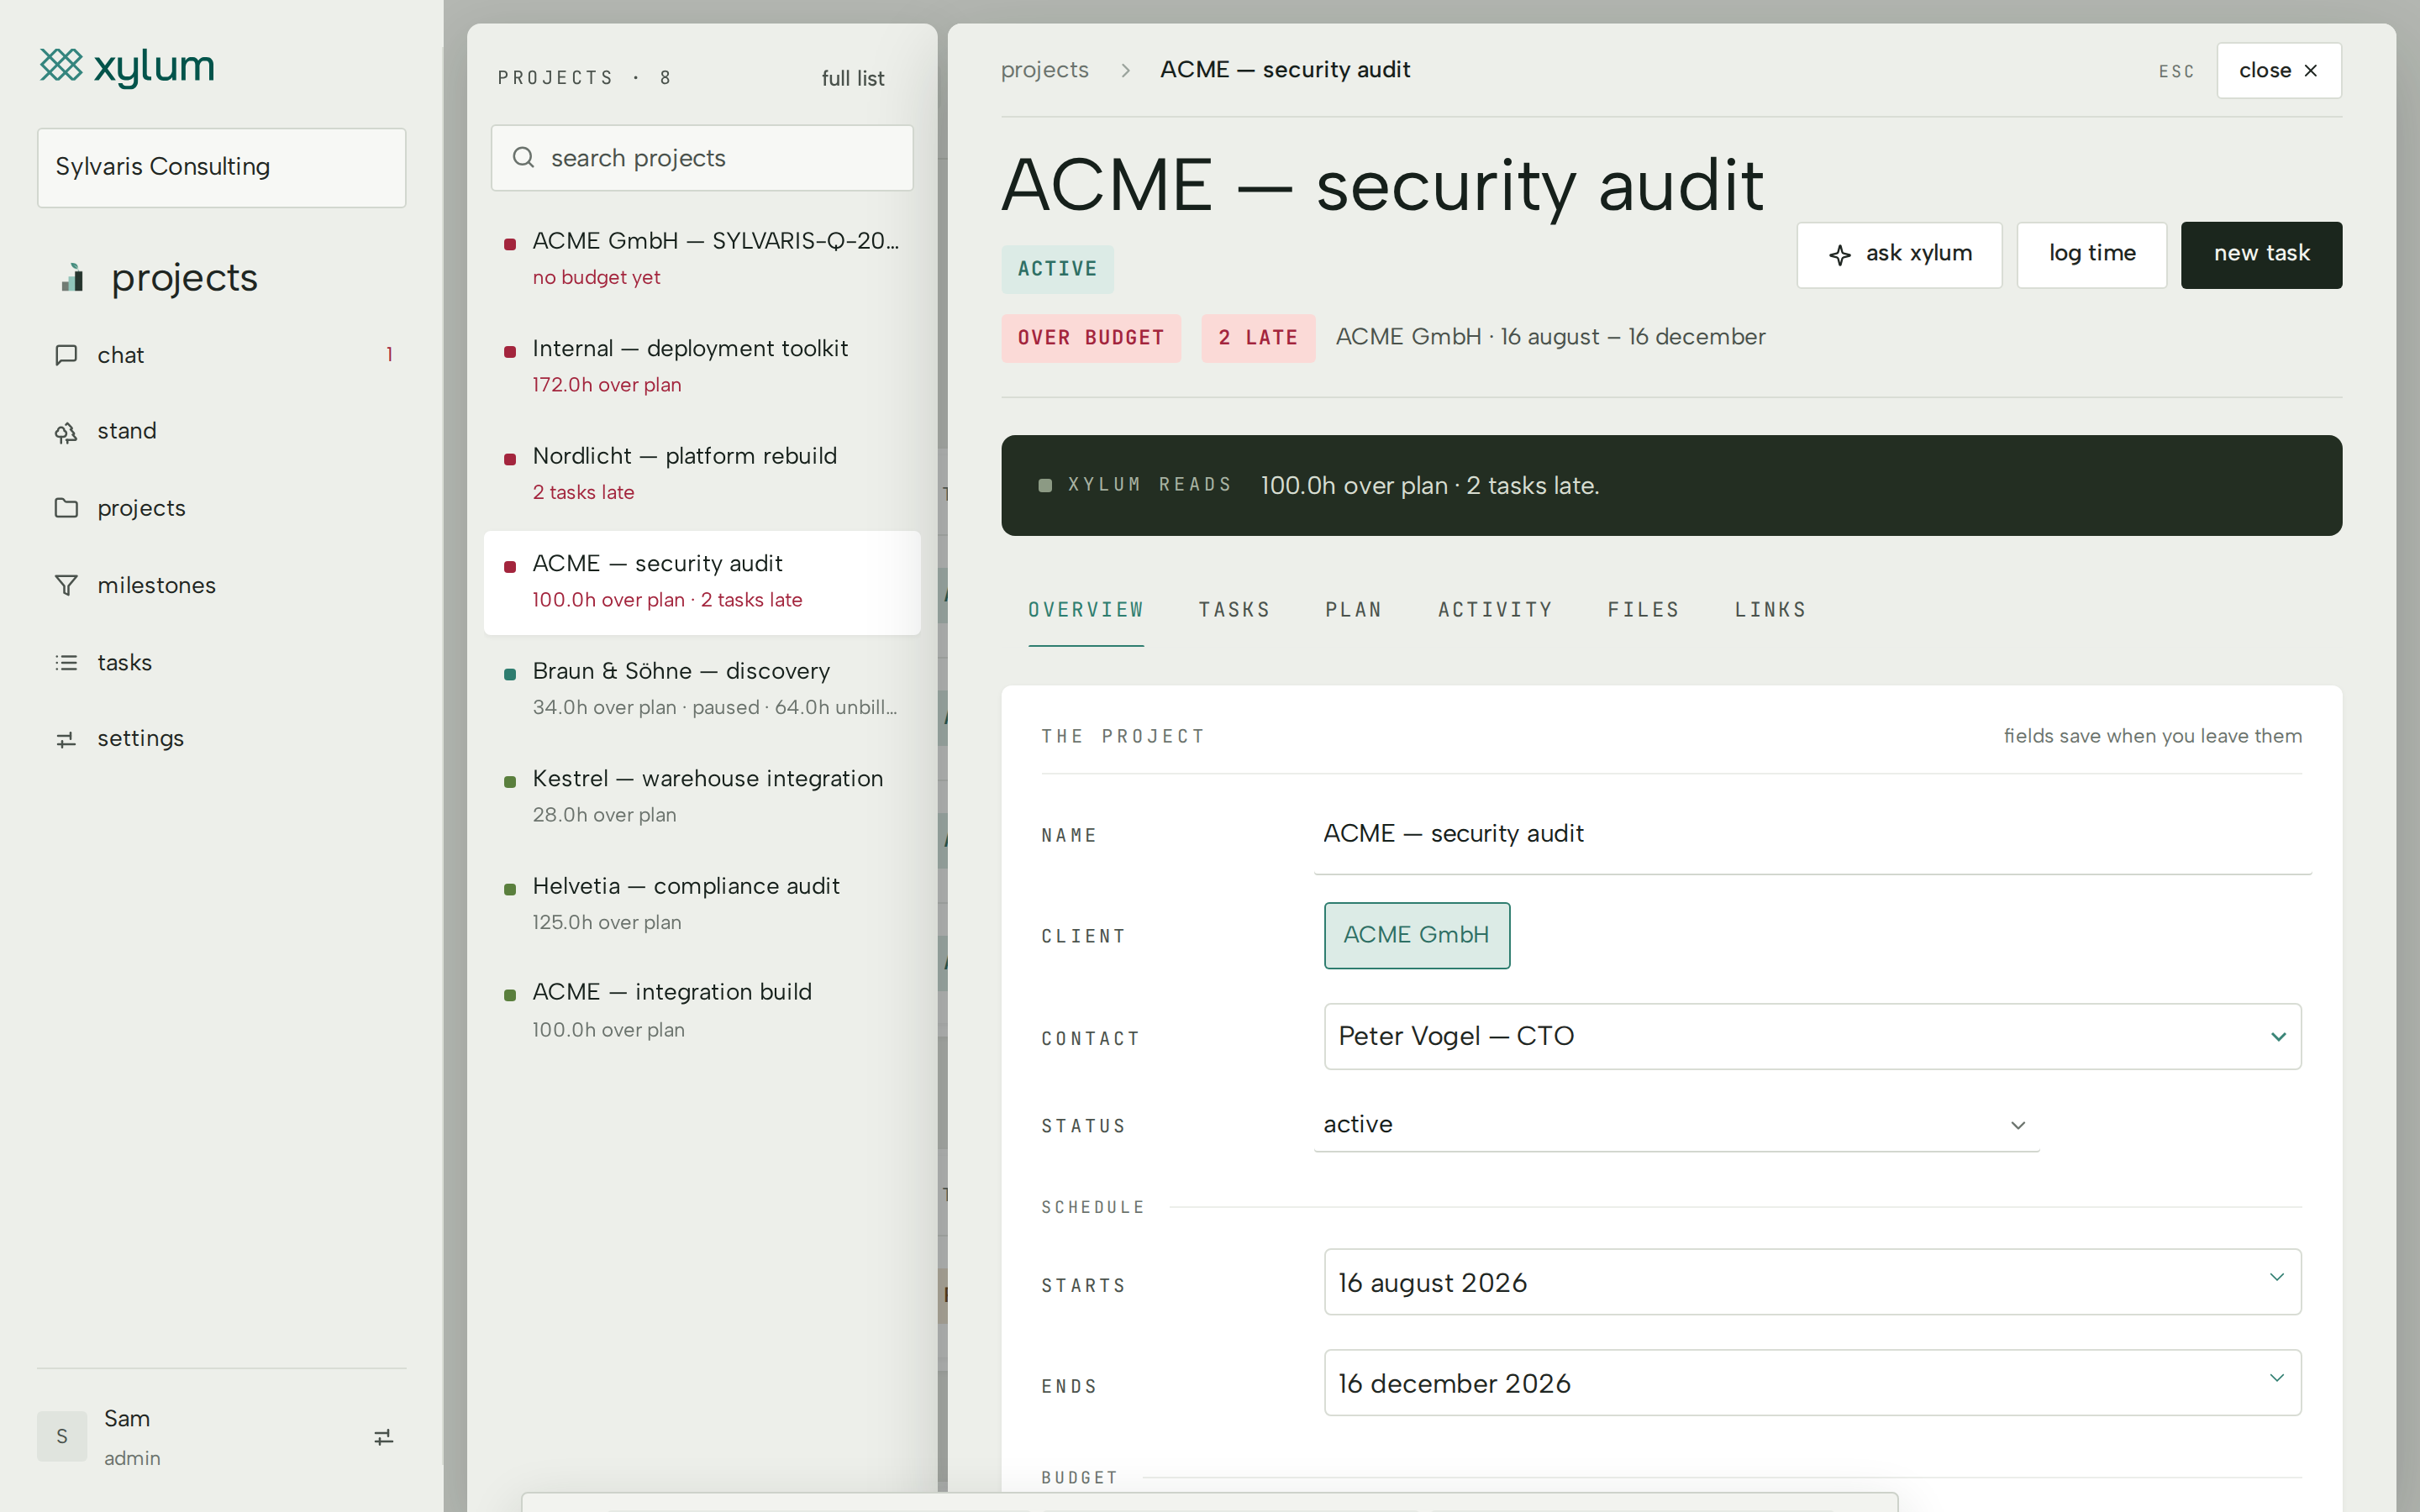 xylum
Sylvaris Consulting
projects
chat 1
stand
projects
milestones
tasks
settings
S
Sam
admin
PROJECTS · 8 full list
search projects
ACME GmbH — SYLVARIS-Q-20…
no budget yet
Internal — deployment toolkit
172.0h over plan
Nordlicht — platform rebuild
2 tasks late
ACME — security audit
100.0h over plan · 2 tasks late
Braun & Söhne — discovery
34.0h over plan · paused · 64.0h unbill…
Kestrel — warehouse integration
28.0h over plan
Helvetia — compliance audit
125.0h over plan
ACME — integration build
100.0h over plan
projects > ACME — security audit ESC close ×
ACME — security audit
ACTIVE
ask xylum log time new task
OVER BUDGET 2 LATE ACME GmbH · 16 august – 16 december
XYLUM READS 100.0h over plan · 2 tasks late.
OVERVIEW TASKS PLAN ACTIVITY FILES LINKS
THE PROJECT fields save when you leave them
NAME ACME — security audit
CLIENT ACME GmbH
CONTACT Peter Vogel — CTO
STATUS active
SCHEDULE
STARTS 16 august 2026
ENDS 16 december 2026
BUDGET